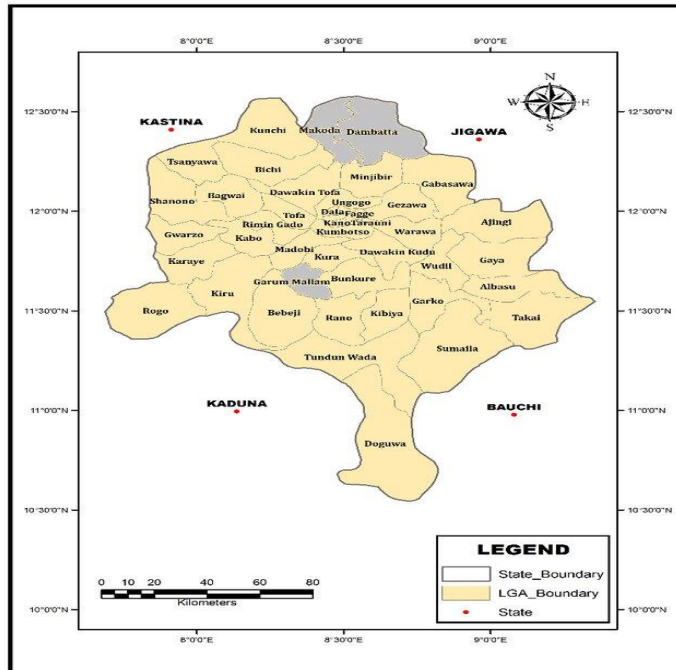 8°0'0"E 8°30'0"E 9°0'0"E
N
W E
S
12°30'0"N 12°30'0"N
KASTINA
JIGAWA
Kunchi Makoda Dambatta
Tsanyawa
Bichi Minjibir Gabasawa
Shanono Bagwai Dawakin Tofa
Ungogo Gezawa
12°0'0"N 12°0'0"N
Tofa Dala Fagge Ajingi
Rimin Gado Kano Tarauni
Gwarzo Kabo Kumbotso Warawa
Madobi Dawakin Kudu
Karaye Kura Wudil Gaya
Garum Mallam Bunkure Albasu
Kiru Garko
11°30'0"N 11°30'0"N
Rogo Bebeji Rano Kibiya Takai
Sumaila
Tundun Wada
KADUNA
BAUCHI
11°0'0"N 11°0'0"N
Doguwa
10°30'0"N 10°30'0"N
LEGEND
State_Boundary
LGA_Boundary
State
0 10 20 40 60 80
Kilometers
10°0'0"N 10°0'0"N
8°0'0"E 8°30'0"E 9°0'0"E